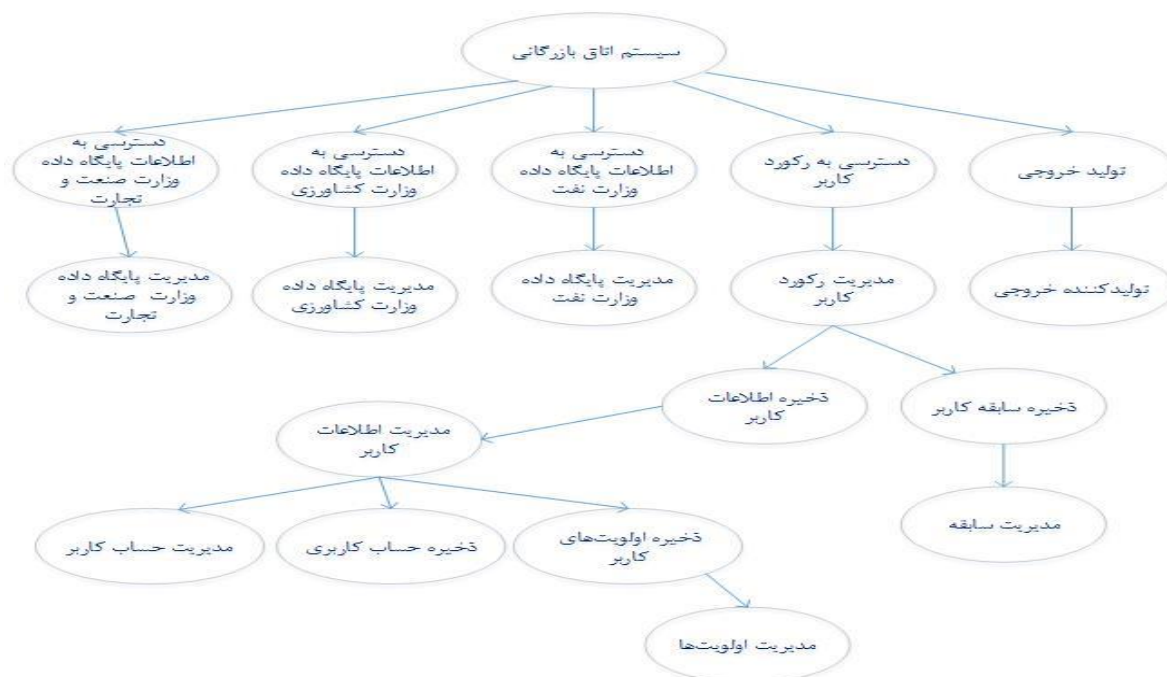 سیستم اتاق بازرگانی
تولید خروجی
دسترسی به رکورد
کاربر
دسترسی به
اطلاعات پایگاه داده
وزارت نفت
دسترسی به
اطلاعات پایگاه داده
وزارت کشاورزی
دسترسی به
اطلاعات پایگاه داده
وزارت صنعت و
تجارت
تولیدکننده خروجی
مدیریت رکورد
کاربر
مدیریت پایگاه داده
وزارت نفت
مدیریت پایگاه داده
وزارت کشاورزی
مدیریت پایگاه داده
وزارت صنعت و
تجارت
ذخیره سابقه کاربر
ذخیره اطلاعات
کاربر
مدیریت اطلاعات
کاربر
مدیریت سابقه
ذخیره اولویت‌های
کاربر
ذخیره حساب کاربری
مدیریت حساب کاربر
مدیریت اولویت‌ها